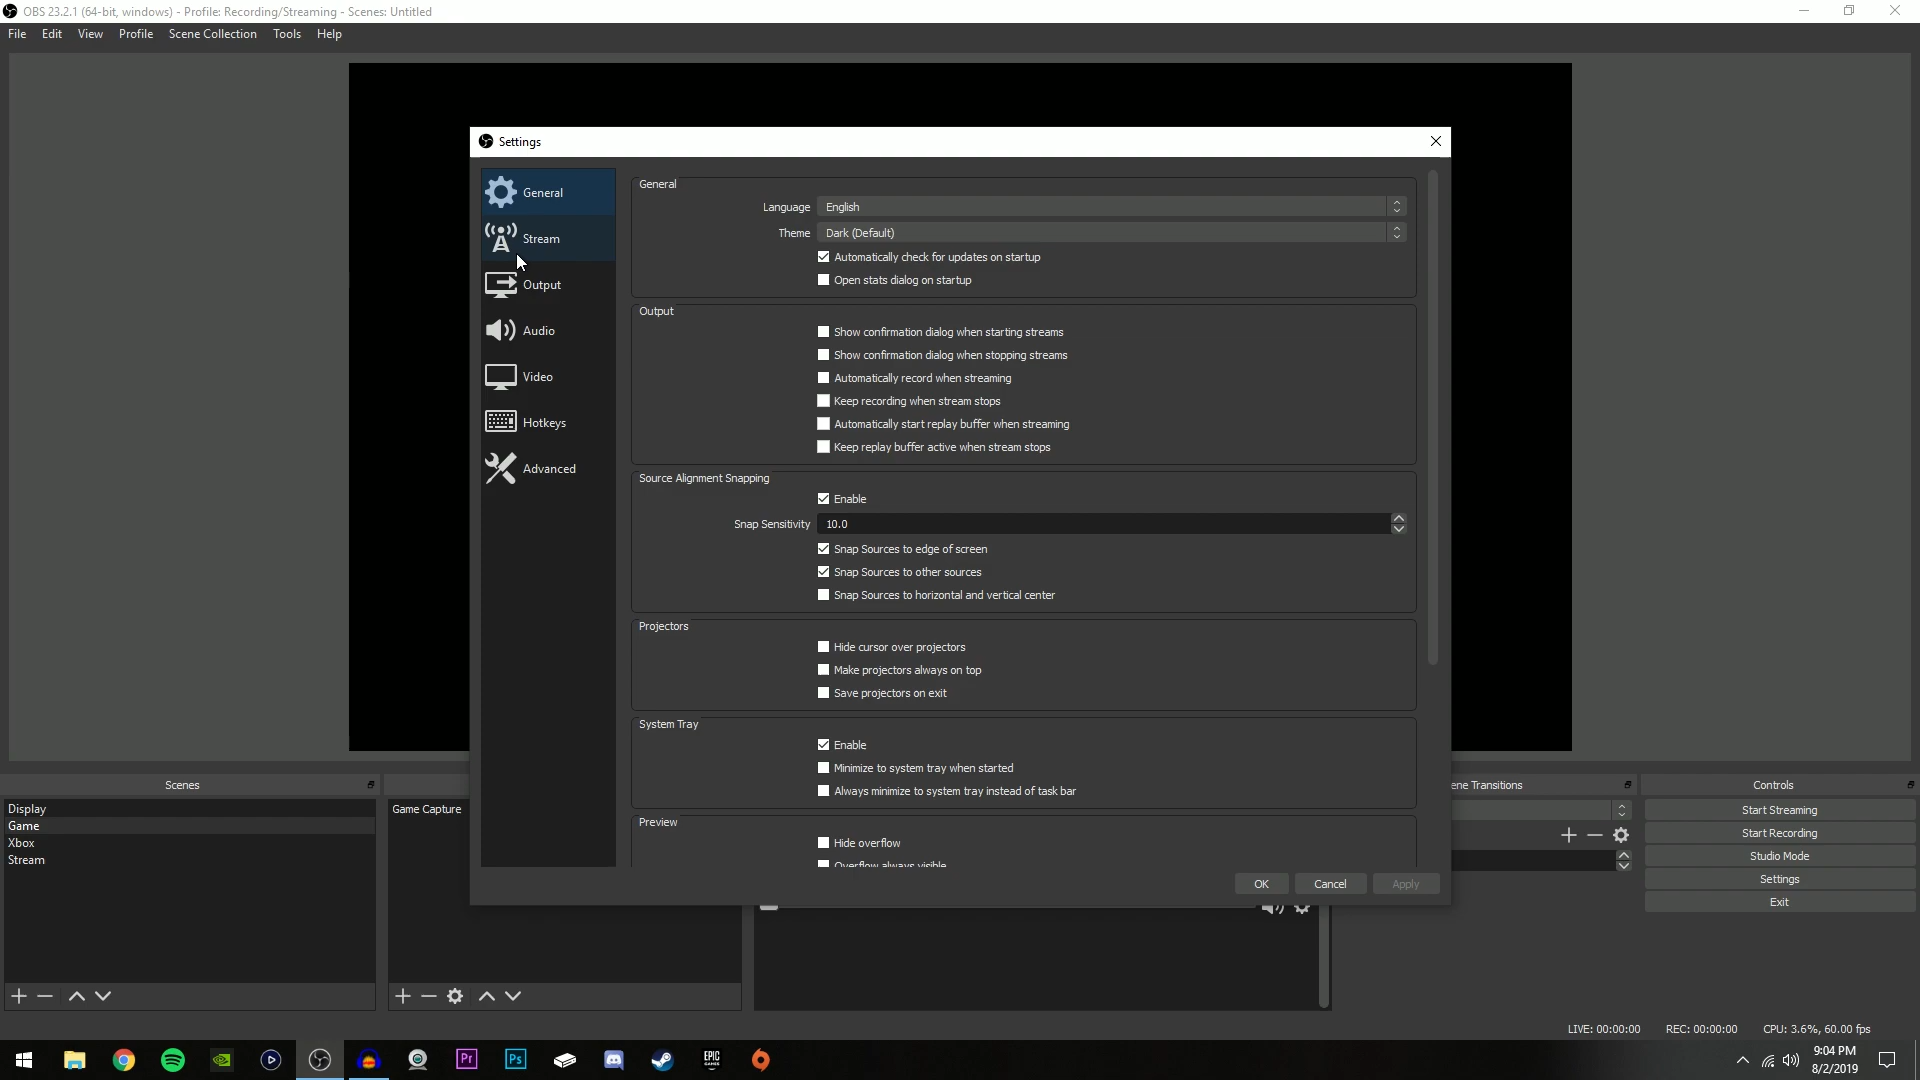 OBS 23.2.1 (64-bit, windows) - Profile: Recording/Streaming - Scenes: Untitled
File Edit View Profile Scene Collection Tools Help
Settings
General
Stream
Output
Audio
Video
Hotkeys
Advanced
General
Language English
Theme Dark (Default)
Automatically check for updates on startup
Open stats dialog on startup
Output
Show confirmation dialog when starting streams
Show confirmation dialog when stopping streams
Automatically record when streaming
Keep recording when stream stops
Automatically start replay buffer when streaming
Keep replay buffer active when stream stops
Source Alignment Snapping
Enable
Snap Sensitivity 10.0
Snap Sources to edge of screen
Snap Sources to other sources
Snap Sources to horizontal and vertical center
Projectors
Hide cursor over projectors
Make projectors always on top
Save projectors on exit
System Tray
Enable
Minimize to system tray when started
Always minimize to system tray instead of task bar
Preview
Hide overflow
Overflow always visible
OK Cancel Apply
Scenes
Display
Game
Xbox
Stream
Game Capture
ene Transitions
Controls
Start Streaming
Start Recording
Studio Mode
Settings
Exit
LIVE: 00:00:00 REC: 00:00:00 CPU: 3.6%, 60.00 fps
Pr
Ps
EPIC GAMES
9:04 PM
8/2/2019